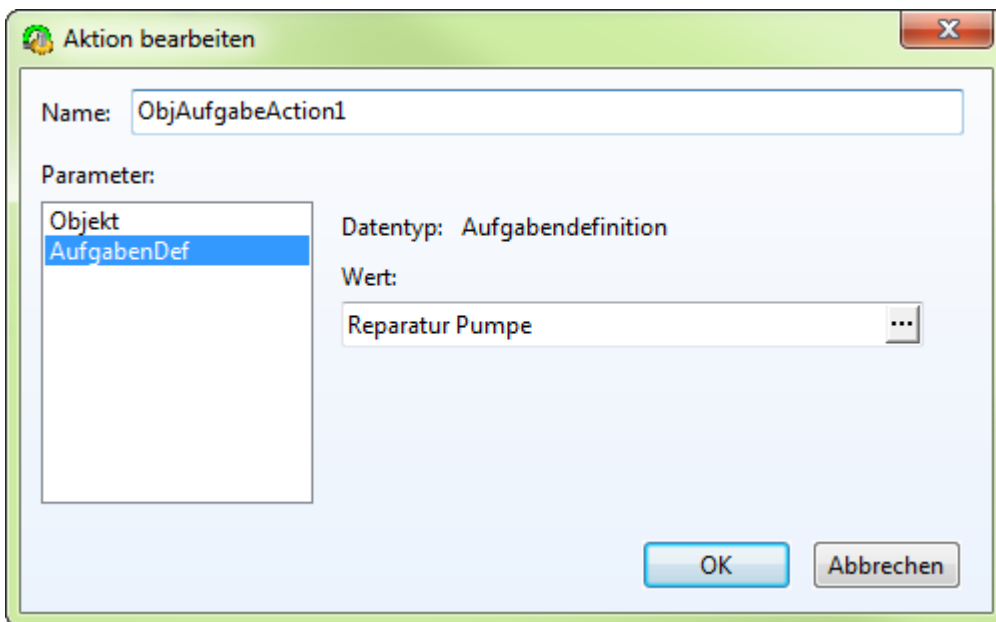 Aktion bearbeiten
Name: ObjAufgabeAction1
Parameter:
Objekt
AufgabenDef
Datentyp: Aufgabendefinition
Wert:
Reparatur Pumpe ...
OK Abbrechen